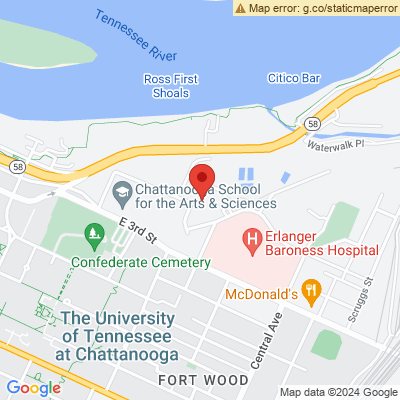 Map error: g.co/staticmaperror
Tennessee
River
Ross First
Shoals
Citico Bar
58
Waterwalk Pl
58
Chattanooga School
for the Arts & Sciences
E 3rd St
Erlanger
Baroness Hospital
Confederate Cemetery
McDonald's
Scruggs St
The University
of Tennessee
at Chattanooga
Central Ave
FORT WOOD
Google
Map data ©2024 Google